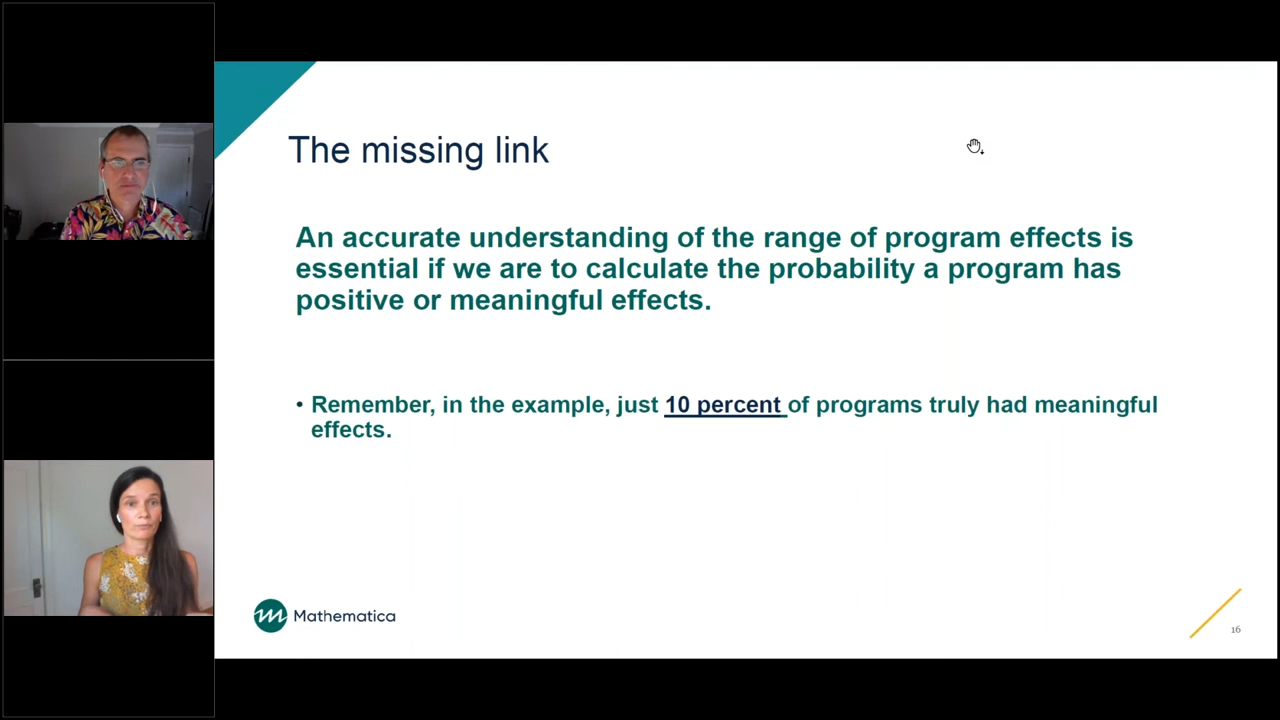 The missing link
An accurate understanding of the range of program effects is
essential if we are to calculate the probability a program has
positive or meaningful effects.
• Remember, in the example, just 10 percent of programs truly had meaningful
effects.
Mathematica
16